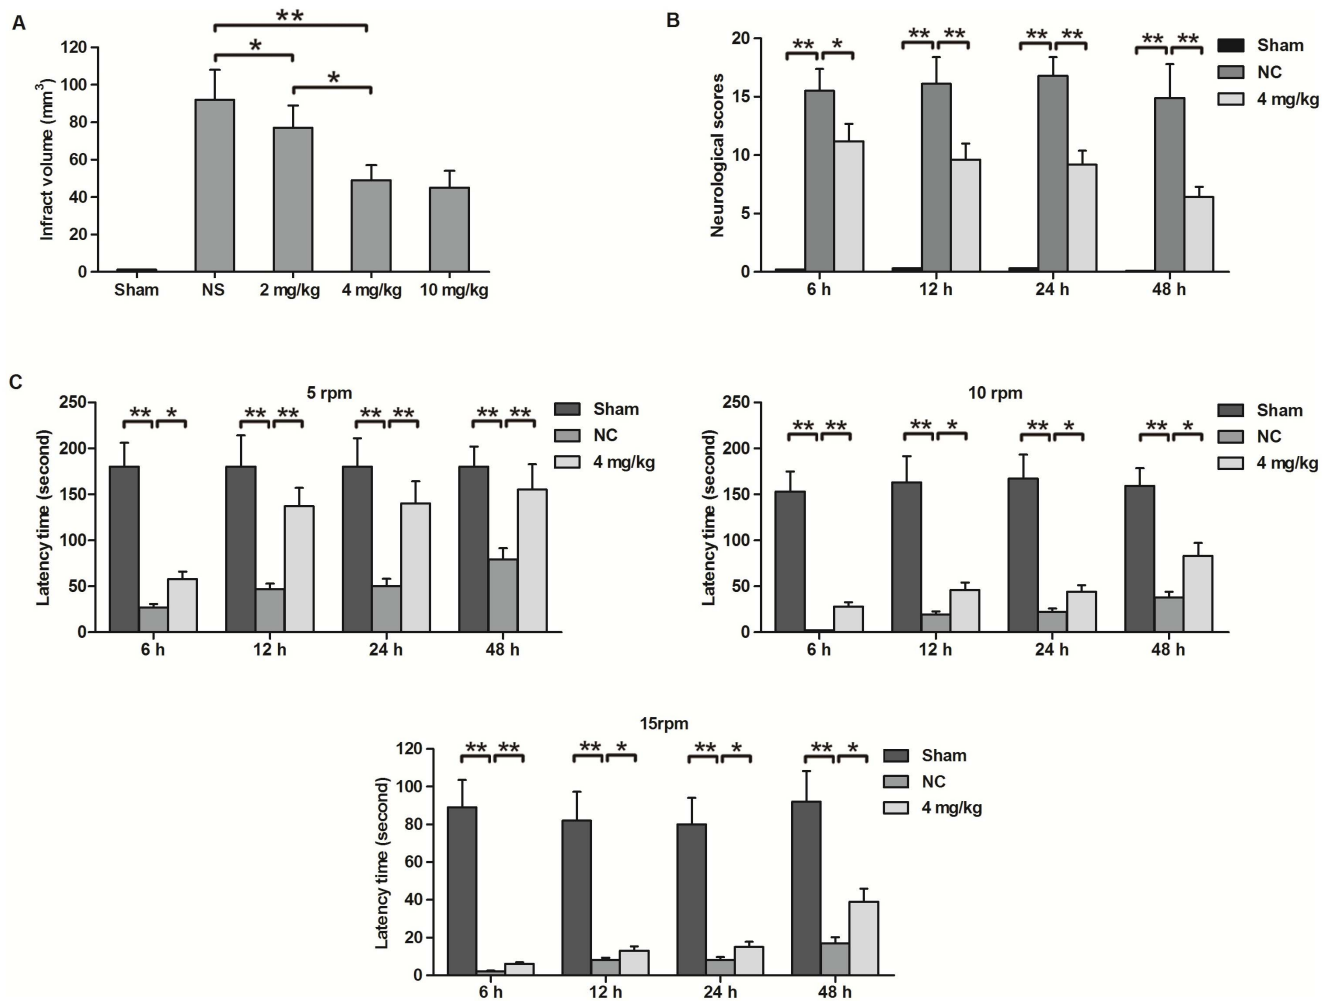 A
**
*
*
120
100
80
60
40
20
0
Infract volume (mm³)
Sham NS 2 mg/kg 4 mg/kg 10 mg/kg
B
** * ** ** ** ** ** **
20
15
10
5
0
Neurological scores
6 h 12 h 24 h 48 h
Sham
NC
4 mg/kg
C
5 rpm
** * ** ** ** ** ** **
250
200
150
100
50
0
Latency time (second)
6 h 12 h 24 h 48 h
Sham
NC
4 mg/kg
10 rpm
** ** ** * ** * ** *
250
200
150
100
50
0
Latency time (second)
6 h 12 h 24 h 48 h
Sham
NC
4 mg/kg
15rpm
** ** ** * ** * ** *
120
100
80
60
40
20
0
Latency time (second)
6 h 12 h 24 h 48 h
Sham
NC
4 mg/kg